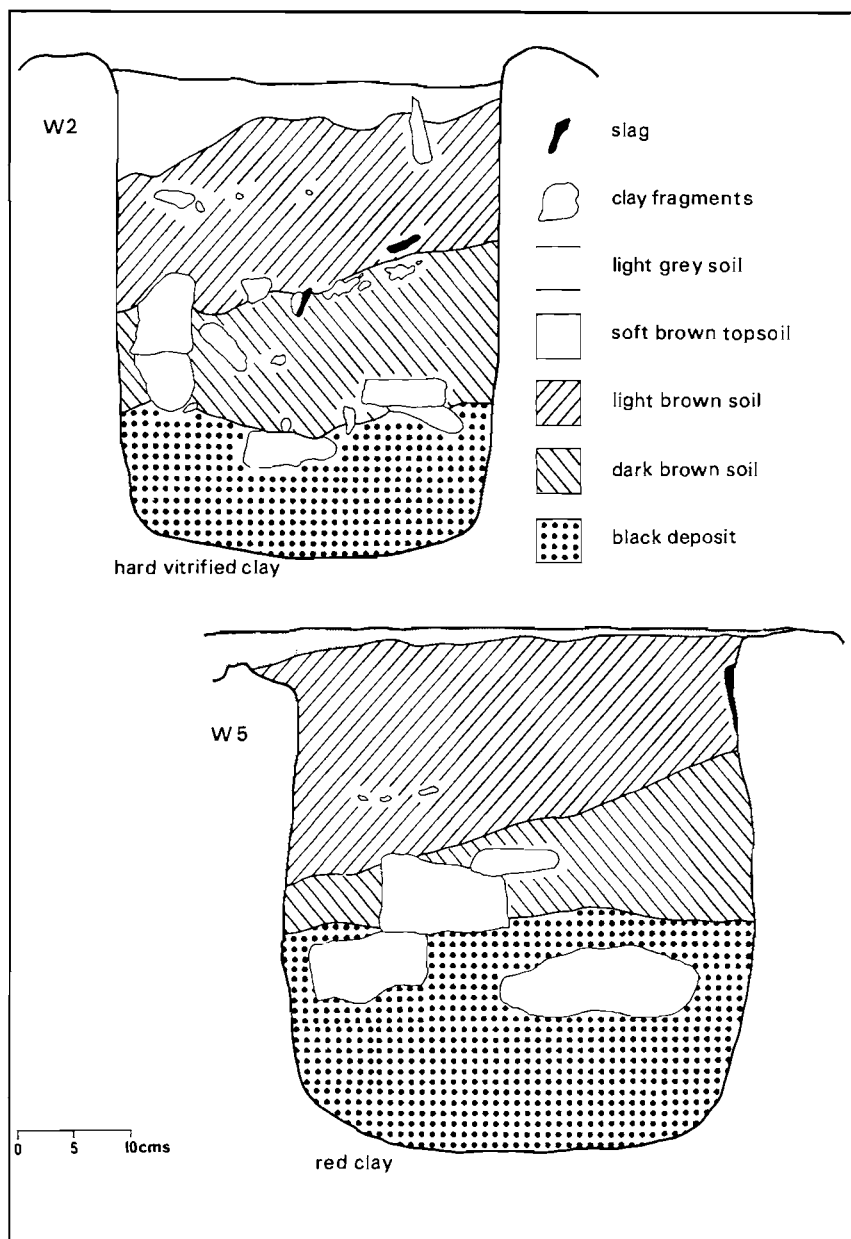 W2
slag
clay fragments
light grey soil
soft brown topsoil
light brown soil
dark brown soil
black deposit
hard vitrified clay
W5
0 5 10cms
red clay